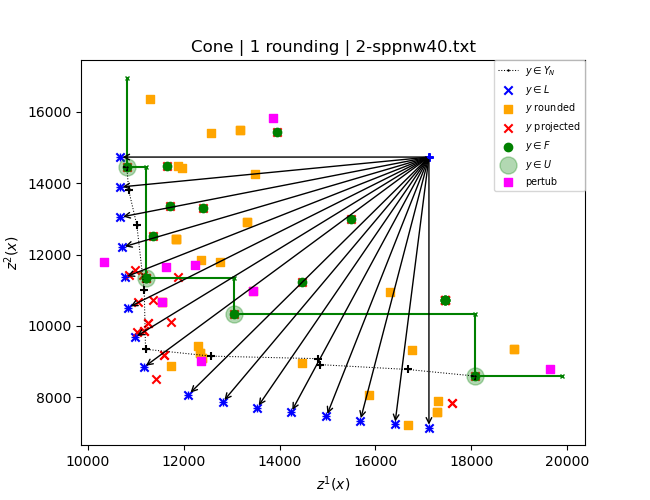 Cone | 1 rounding | 2-sppnw40.txt
y ∈ Y_N
y ∈ L
y rounded
y projected
y ∈ F
y ∈ U
pertub
z²(x)
16000
14000
12000
10000
8000
10000 12000 14000 16000 18000 20000
z¹(x)